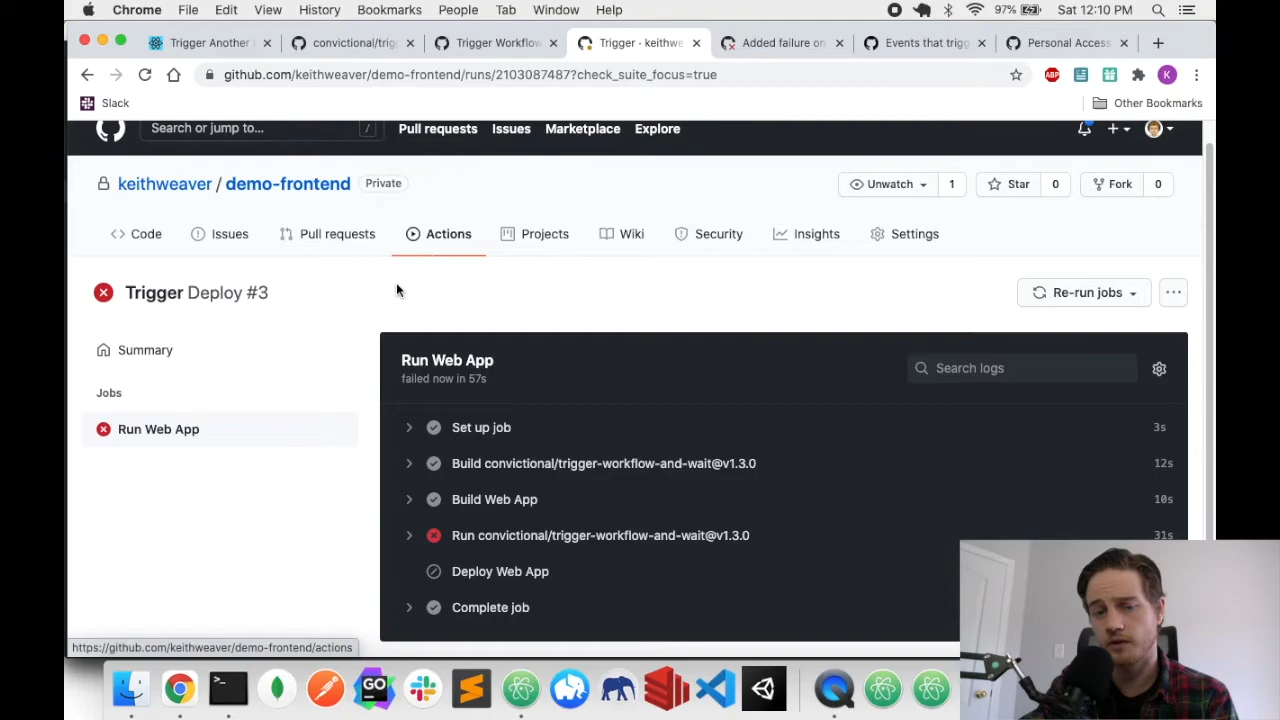 Chrome File Edit View History Bookmarks People Tab Window Help 97% Sat 12:10 PM
Trigger Another convictional/trig Trigger Workflow Trigger · keithwe Added failure on Events that trigg Personal Access
github.com/keithweaver/demo-frontend/runs/2103087487?check_suite_focus=true ABP K
Slack Other Bookmarks
Search or jump to... / Pull requests Issues Marketplace Explore
keithweaver / demo-frontend Private Unwatch 1 Star 0 Fork 0
Code Issues Pull requests Actions Projects Wiki Security Insights Settings
Trigger Deploy #3 Re-run jobs
Summary
Jobs
Run Web App
Run Web App
failed now in 57s
Search logs
Set up job 3s
Build convictional/trigger-workflow-and-wait@v1.3.0 12s
Build Web App 10s
Run convictional/trigger-workflow-and-wait@v1.3.0 31s
Deploy Web App
Complete job
https://github.com/keithweaver/demo-frontend/actions
GO